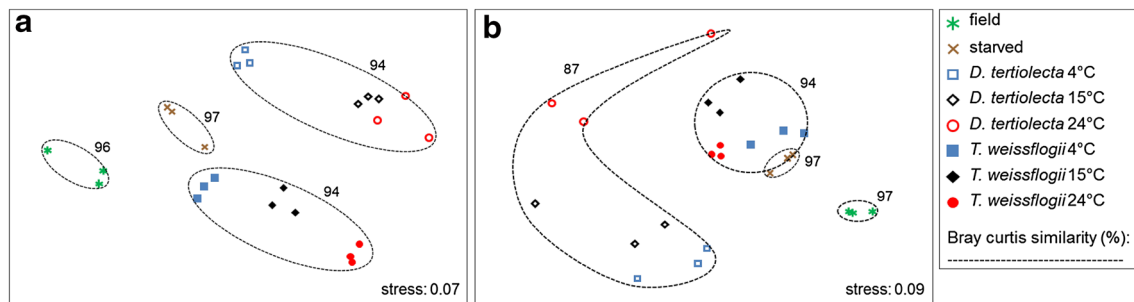 a
94
97
96
94
stress: 0.07
b
87
94
97
97
stress: 0.09
field
starved
D. tertiolecta 4°C
D. tertiolecta 15°C
D. tertiolecta 24°C
T. weissflogii 4°C
T. weissflogii 15°C
T. weissflogii 24°C
Bray curtis similarity (%):